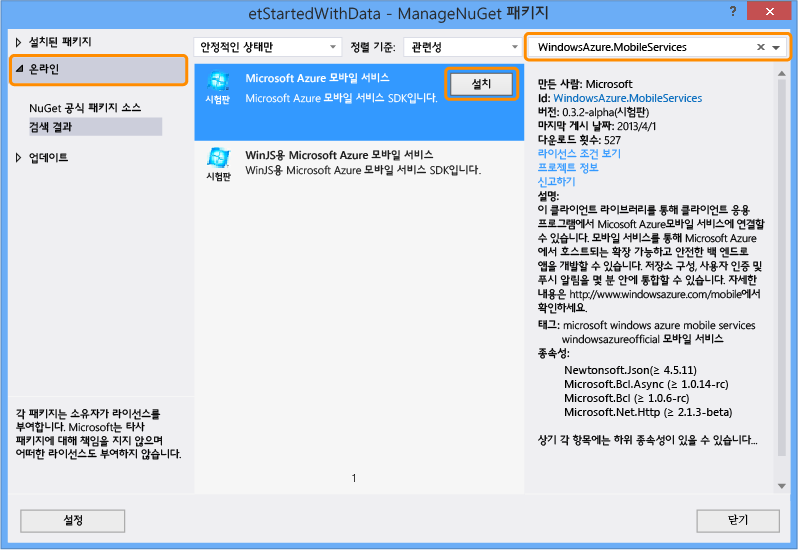 etStartedWithData - ManageNuGet 패키지
?
설치된 패키지
온라인
NuGet 공식 패키지 소스
검색 결과
업데이트
각 패키지는 소유자가 라이선스를
부여합니다. Microsoft는 타사
패키지에 대해 책임을 지지 않으며
어떠한 라이선스도 부여하지 않습니다.
설정
안정적인 상태만
정렬 기준:
관련성
Microsoft Azure 모바일 서비스
Microsoft Azure 모바일 서비스 SDK입니다.
시험판
설치
WinJS용 Microsoft Azure 모바일 서비스
WinJS용 Microsoft Azure 모바일 서비스 SDK입니다.
시험판
1
WindowsAzure.MobileServices
만든 사람: Microsoft
Id: WindowsAzure.MobileServices
버전: 0.3.2-alpha(시험판)
마지막 게시 날짜: 2013/4/1
다운로드 횟수: 527
라이선스 조건 보기
프로젝트 정보
신고하기
설명:
이 클라이언트 라이브러리를 통해 클라이언트 응용
프로그램에서 Micosoft Azure모바일 서비스에 연결할
수 있습니다. 모바일 서비스를 통해 Microsoft Azure
에서 호스트되는 확장 가능하고 안전한 백 엔드로
앱을 개발할 수 있습니다. 저장소 구성, 사용자 인증 및
푸시 알림을 몇 분 안에 통합할 수 있습니다. 자세한
내용은 http://www.windowsazure.com/mobile에서
확인하세요.
태그: microsoft windows azure mobile services
windowsazureofficial 모바일 서비스
종속성:
Newtonsoft.Json(≥ 4.5.11)
Microsoft.Bcl.Async (≥ 1.0.14-rc)
Microsoft.Bcl (≥ 1.0.6-rc)
Microsoft.Net.Http (≥ 2.1.3-beta)
상기 각 항목에는 하위 종속성이 있을 수 있습니다...
닫기